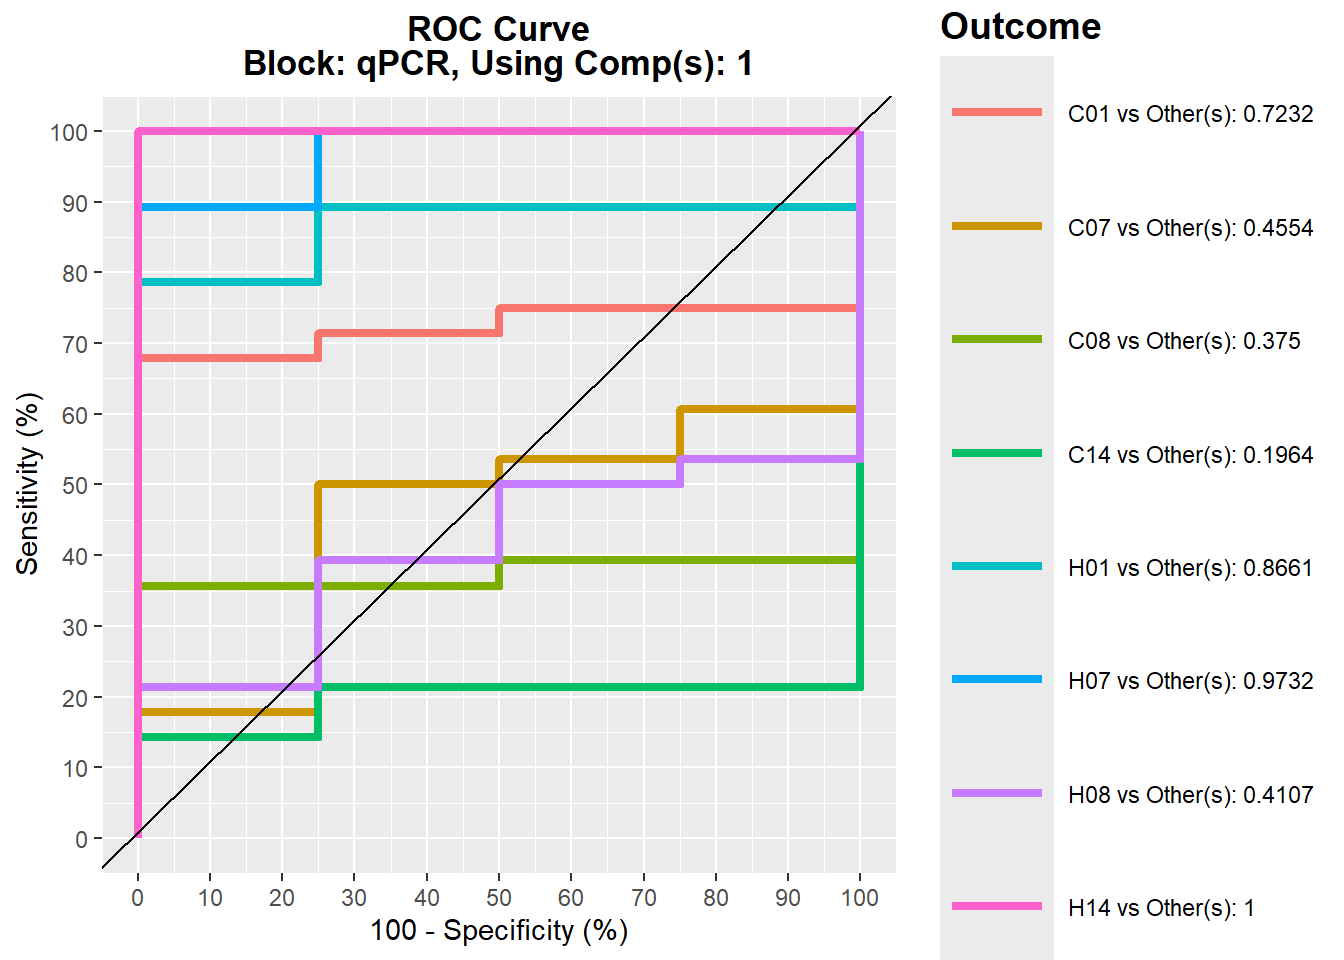 ROC Curve
Block: qPCR, Using Comp(s): 1
Sensitivity (%)
100
90
80
70
60
50
40
30
20
10
0
0 10 20 30 40 50 60 70 80 90 100
100 - Specificity (%)
Outcome
C01 vs Other(s): 0.7232
C07 vs Other(s): 0.4554
C08 vs Other(s): 0.375
C14 vs Other(s): 0.1964
H01 vs Other(s): 0.8661
H07 vs Other(s): 0.9732
H08 vs Other(s): 0.4107
H14 vs Other(s): 1